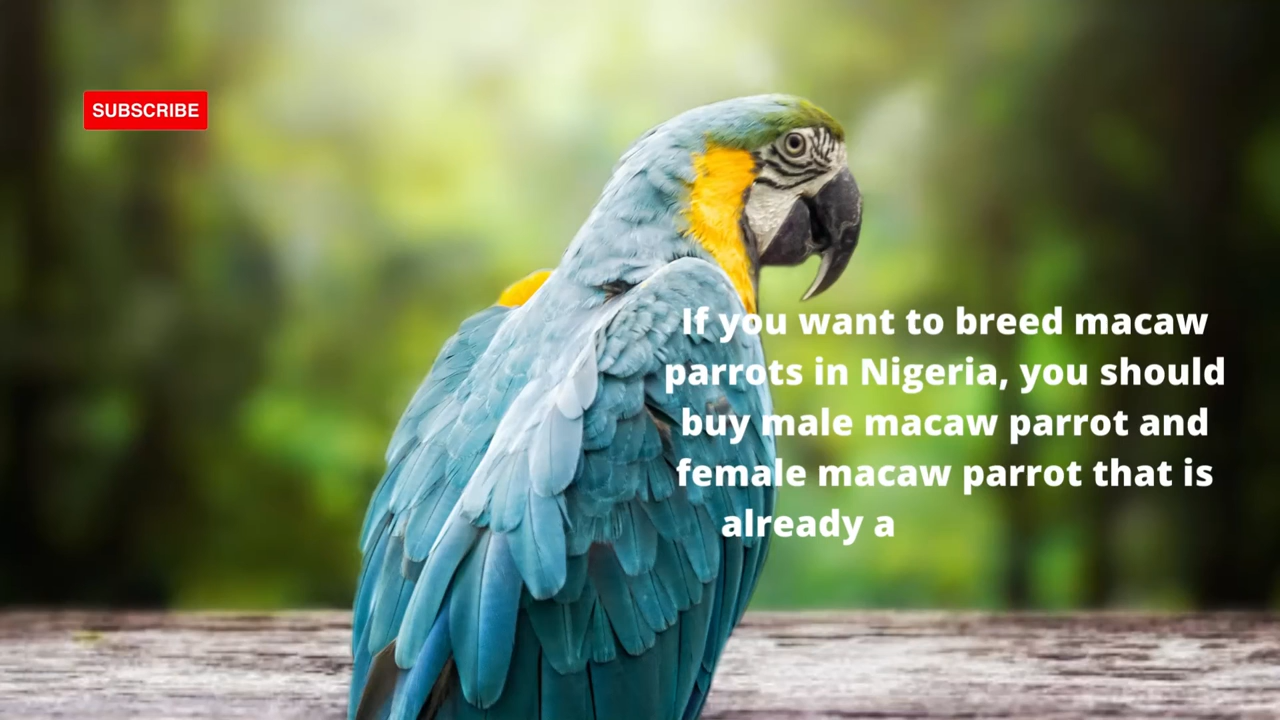 SUBSCRIBE
If you want to breed macaw
parrots in Nigeria, you should
buy male macaw parrot and
female macaw parrot that is
already a